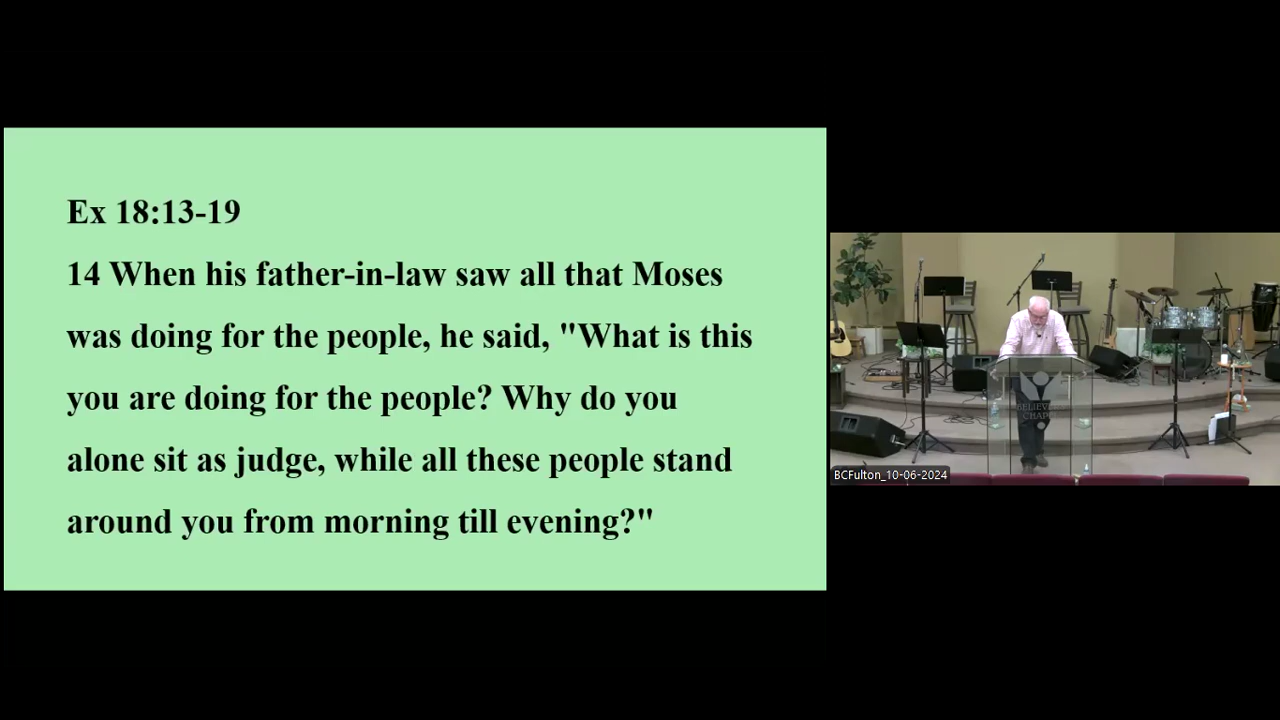 Ex 18:13-19
14 When his father-in-law saw all that Moses
was doing for the people, he said, "What is this
you are doing for the people? Why do you
alone sit as judge, while all these people stand
around you from morning till evening?"
BELIEVERS
CHAPEL
BCFulton_10-06-2024